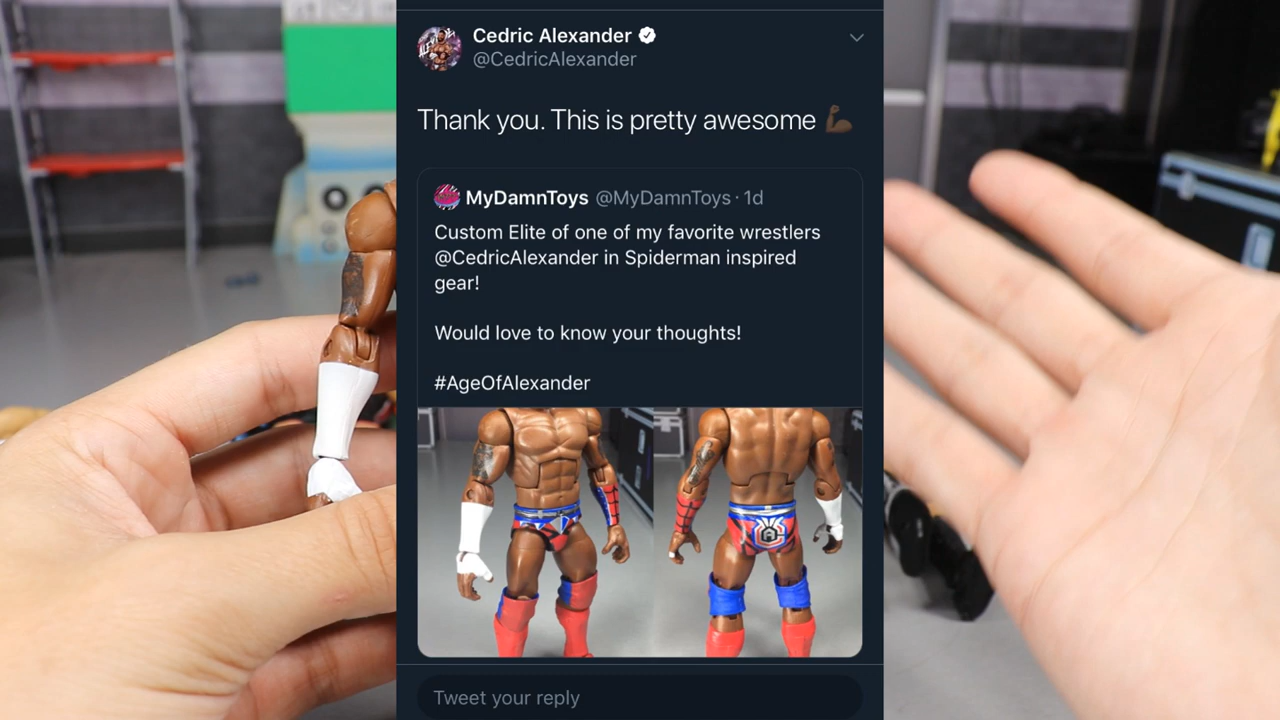 Cedric Alexander
@CedricAlexander
Thank you. This is pretty awesome 💪🏾
MyDamnToys @MyDamnToys · 1d
Custom Elite of one of my favorite wrestlers
@CedricAlexander in Spiderman inspired
gear!
Would love to know your thoughts!
#AgeOfAlexander
Tweet your reply